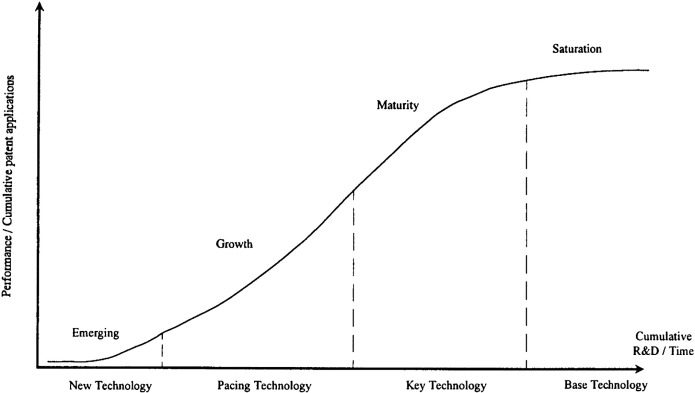 Performance / Cumulative patent applications
Saturation
Maturity
Growth
Emerging
Cumulative
R&D / Time
New Technology
Pacing Technology
Key Technology
Base Technology